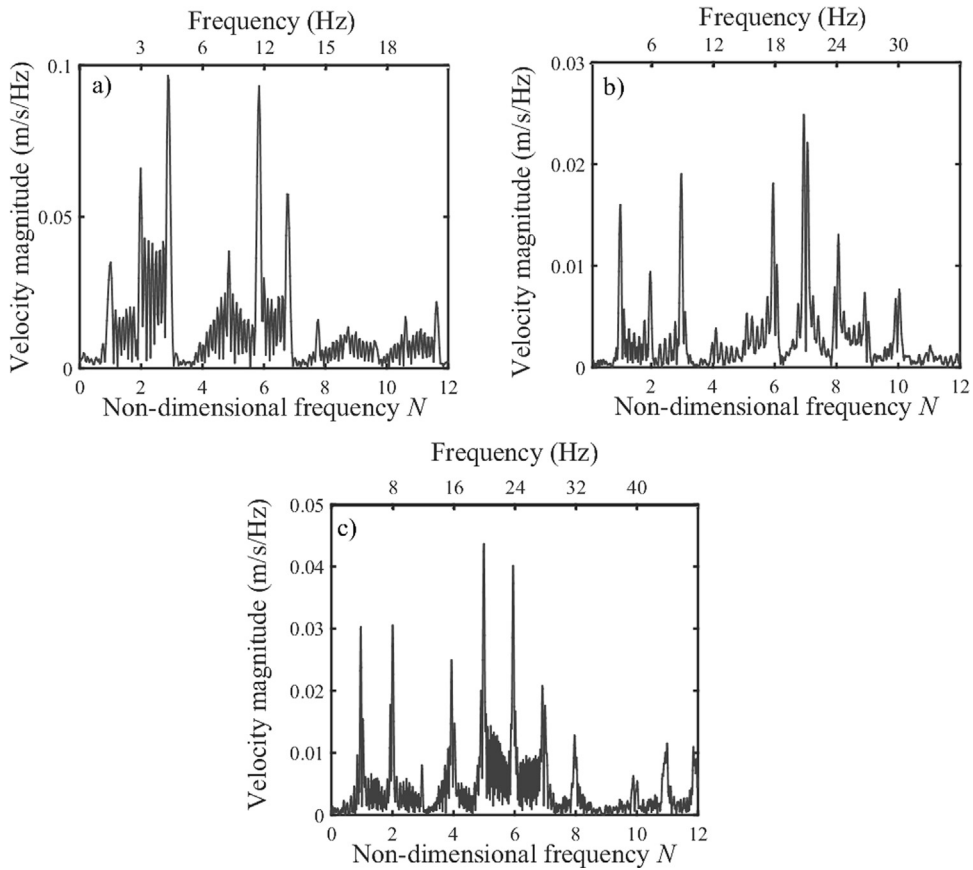 Frequency (Hz)
3 6 9 12 15 18
a)
Velocity magnitude (m/s/Hz)
0.1
0.05
0
0 2 4 6 8 10 12
Non-dimensional frequency N
Frequency (Hz)
6 12 18 24 30
b)
Velocity magnitude (m/s/Hz)
0.03
0.02
0.01
0
2 4 6 8 10 12
Non-dimensional frequency N
Frequency (Hz)
8 16 24 32 40
c)
Velocity magnitude (m/s/Hz)
0.05
0.04
0.03
0.02
0.01
0
0 2 4 6 8 10 12
Non-dimensional frequency N